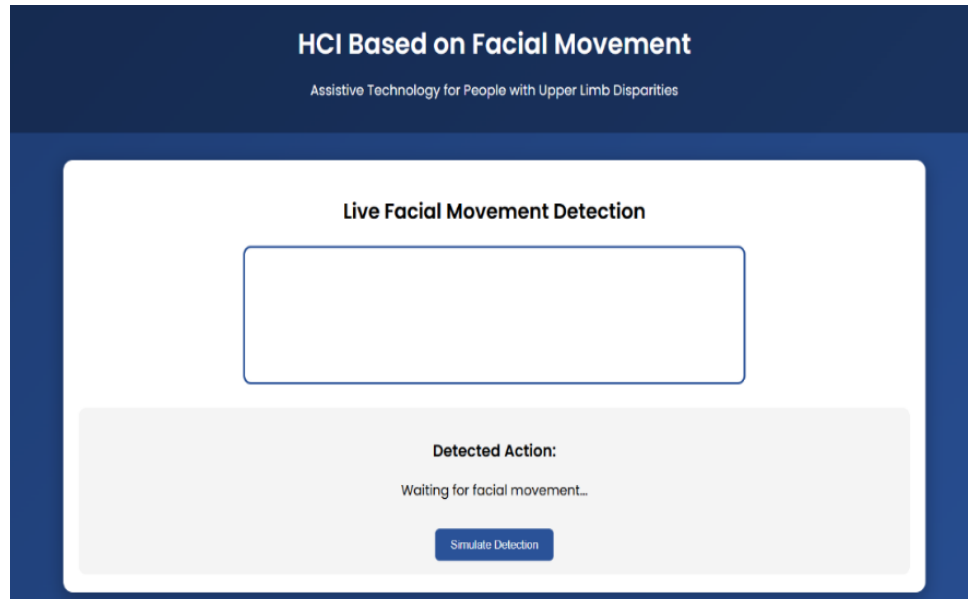 HCI Based on Facial Movement
Assistive Technology for People with Upper Limb Disparities
Live Facial Movement Detection
Detected Action:
Waiting for facial movement...
Simulate Detection